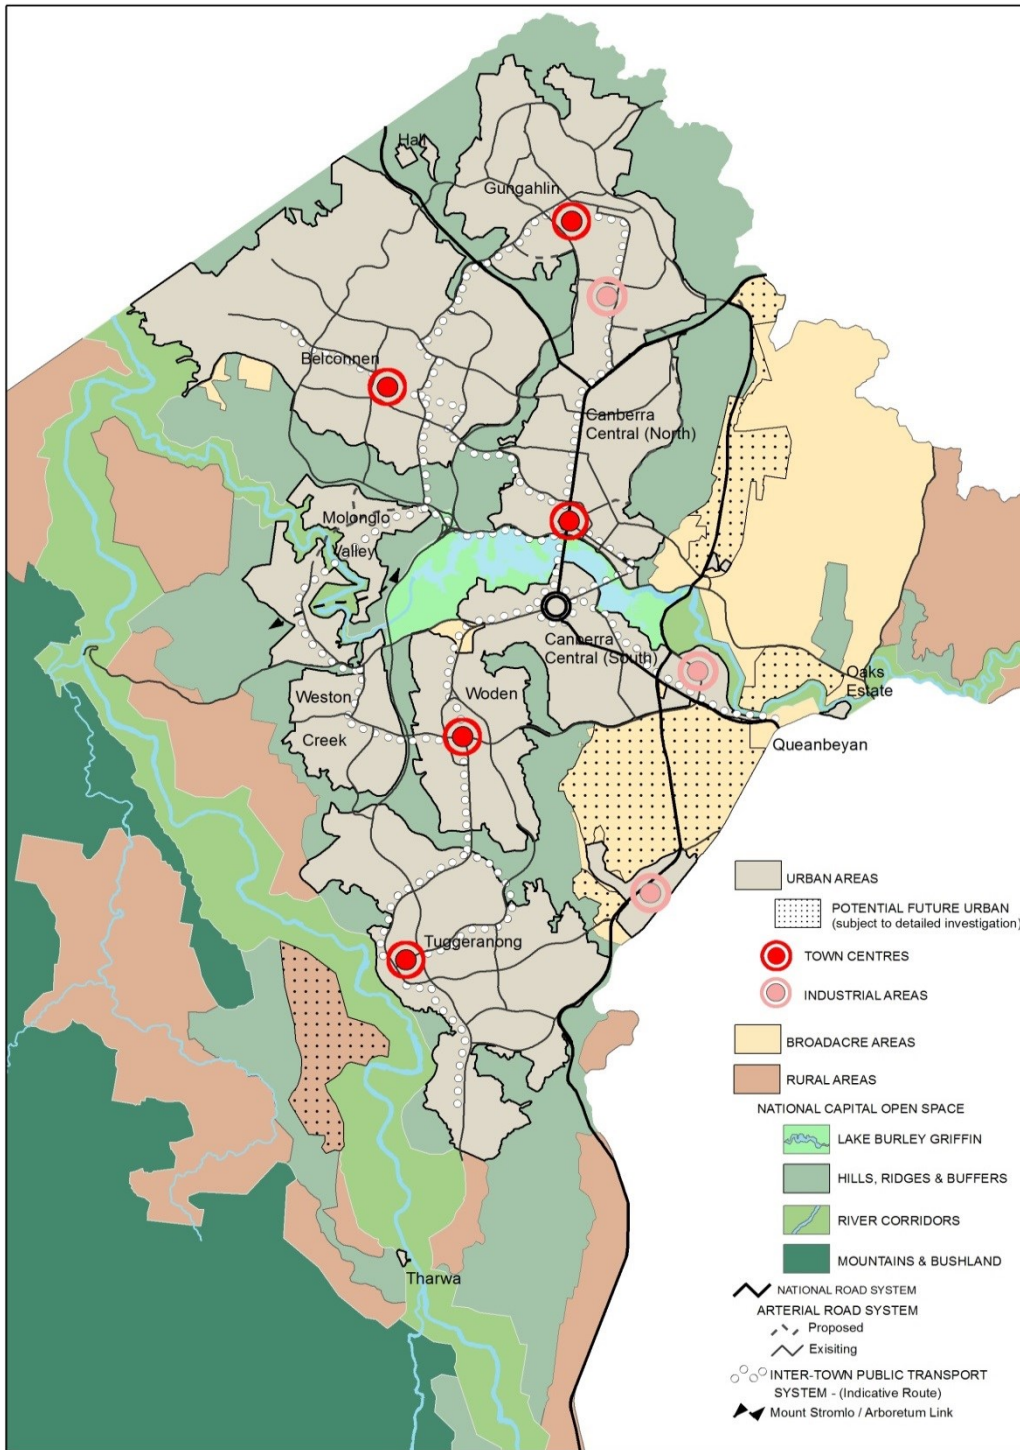 Hall
Gungahlin
Belconnen
Canberra
Central (North)
Molonglo
Valley
Canberra
Central (South)
Oaks
Estate
Weston
Woden
Creek
Queanbeyan
Tuggeranong
Tharwa
URBAN AREAS
POTENTIAL FUTURE URBAN
(subject to detailed investigation)
TOWN CENTRES
INDUSTRIAL AREAS
BROADACRE AREAS
RURAL AREAS
NATIONAL CAPITAL OPEN SPACE
LAKE BURLEY GRIFFIN
HILLS, RIDGES & BUFFERS
RIVER CORRIDORS
MOUNTAINS & BUSHLAND
NATIONAL ROAD SYSTEM
ARTERIAL ROAD SYSTEM
Proposed
Exisiting
INTER-TOWN PUBLIC TRANSPORT
SYSTEM - (Indicative Route)
Mount Stromlo / Arboretum Link